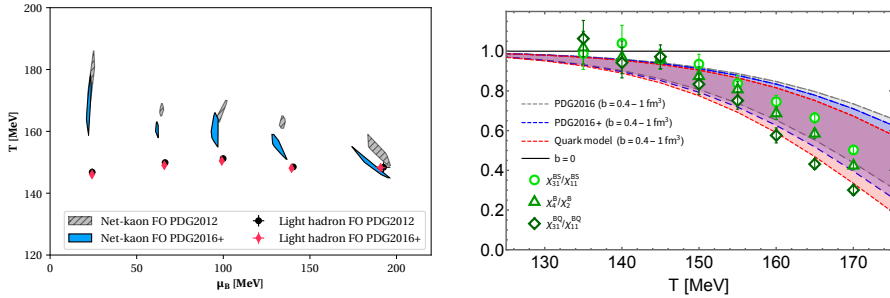 200
180
160
140
120
0
50
100
150
200
T [MeV]
μB [MeV]
Net-kaon FO PDG2012
Light hadron FO PDG2012
Net-kaon FO PDG2016+
Light hadron FO PDG2016+
1.0
0.8
0.6
0.4
0.2
0.0
PDG2016 (b = 0.4 – 1 fm³)
PDG2016+ (b = 0.4 – 1 fm³)
Quark model (b = 0.4 – 1 fm³)
b = 0
χ₃₁ᴮˢ/χ₁₁ᴮˢ
χ₄ᴮ/χ₂ᴮ
χ₃₁ᴮQ/χ₁₁ᴮQ
130
140
150
160
170
T [MeV]